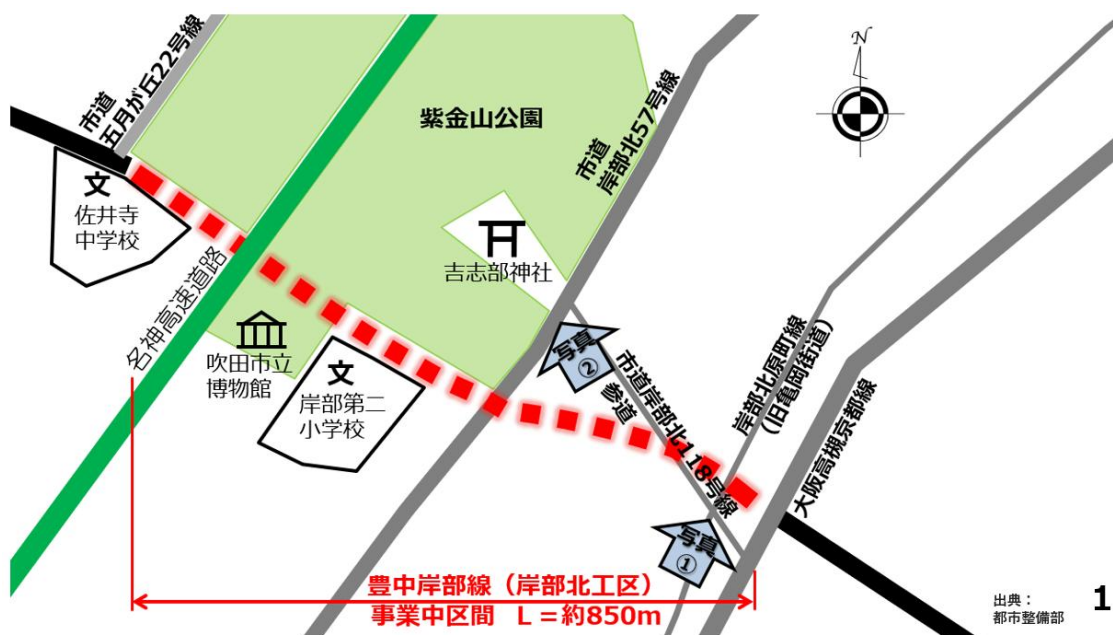 市道
五月が丘22号線
紫金山公園
市道
岸部北57号線
N
文
佐井寺
中学校
吉志部神社
名神高速道路
吹田市立
博物館
文
岸部第二
小学校
写真
②
市道岸部北118号線
参道
岸部北原町線
(旧亀岡街道)
大阪高槻京都線
写真
①
豊中岸部線（岸部北工区）
事業中区間　L＝約850m
出典：
都市整備部
1